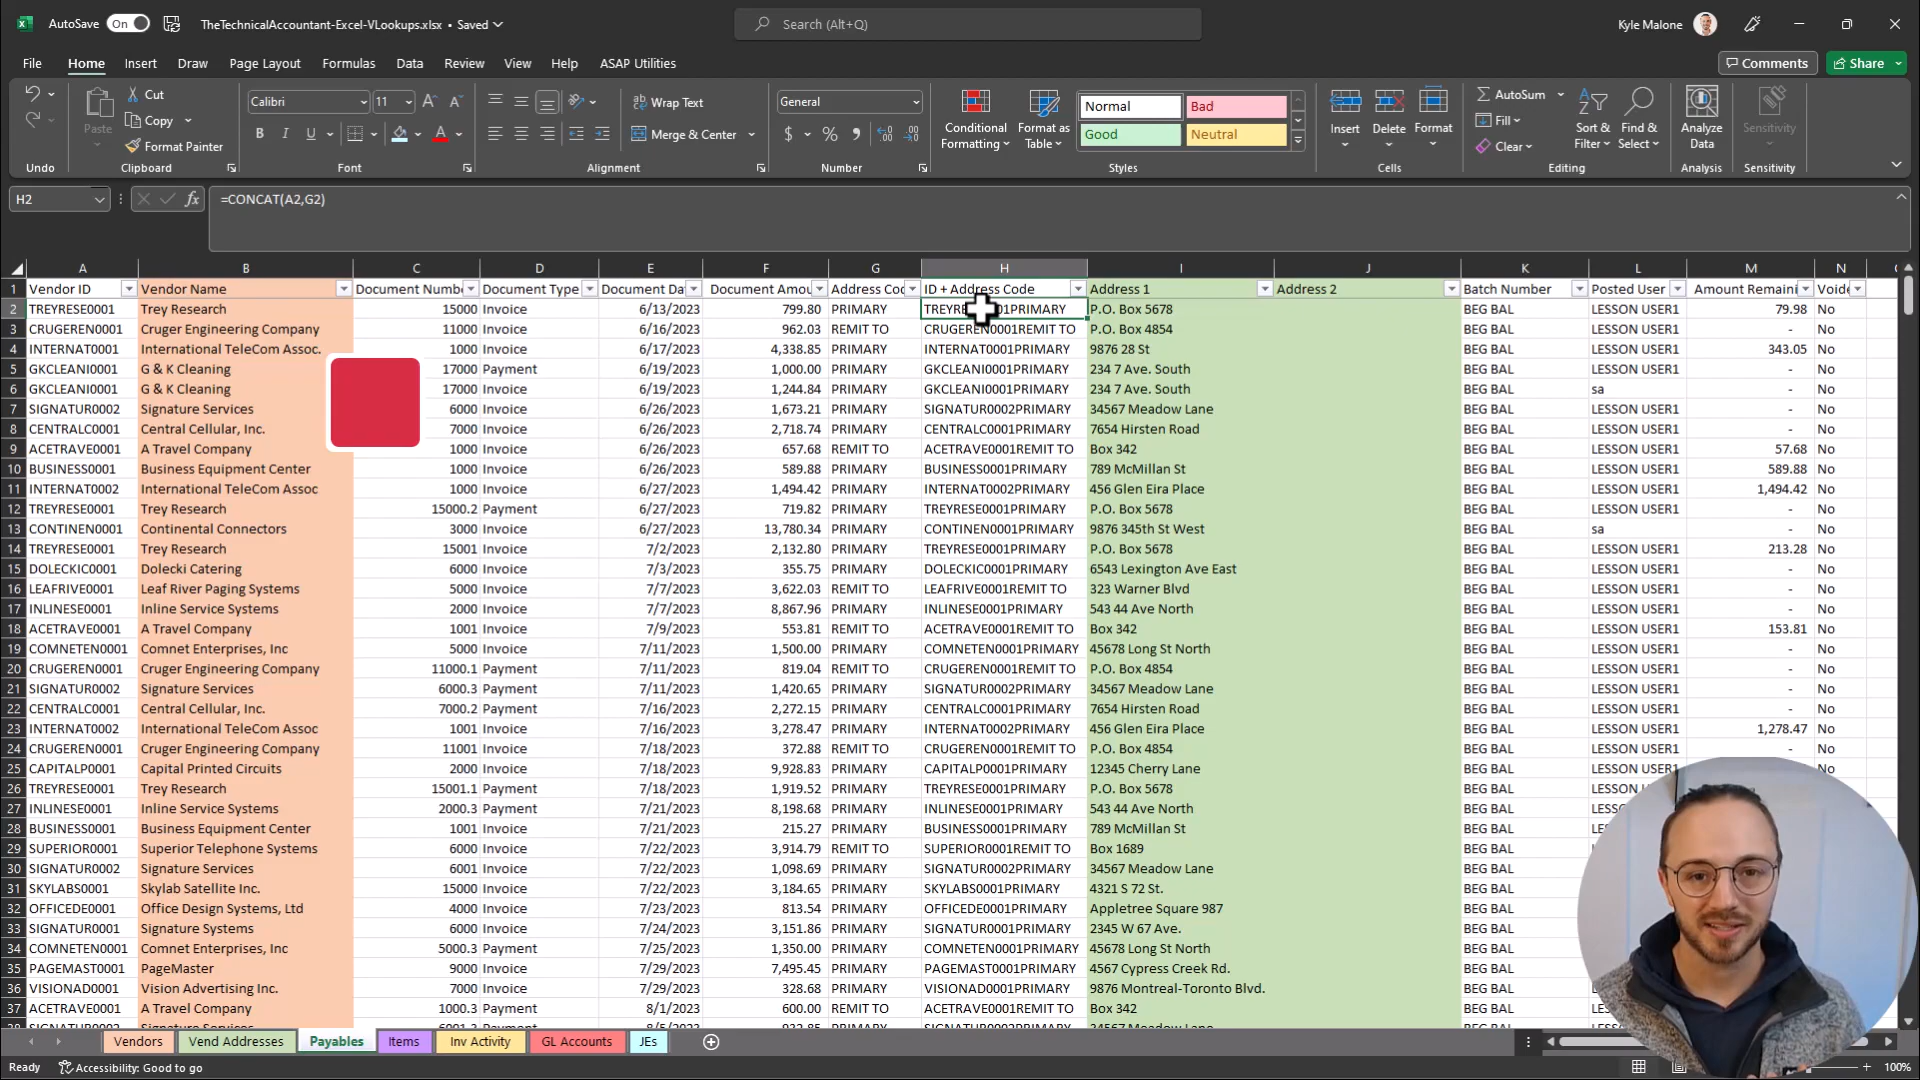 AutoSave On TheTechnicalAccountant-Excel-VLookups.xlsx • Saved Search (Alt+Q) Kyle Malone
File Home Insert Draw Page Layout Formulas Data Review View Help ASAP Utilities Comments Share
Paste Cut Copy Format Painter Calibri 11 B I U A Wrap Text Merge & Center General $ % Conditional Formatting Format as Table Normal Bad Good Neutral Insert Delete Format AutoSum Fill Clear Sort & Filter Find & Select Analyze Data Sensitivity
Undo Clipboard Font Alignment Number Styles Cells Editing Analysis Sensitivity
H2 fx =CONCAT(A2,G2)
A B C D E F G H I J K L M N
1 Vendor ID Vendor Name Document Numb Document Type Document Da Document Amou Address Cod ID + Address Code Address 1 Address 2 Batch Number Posted User Amount Remaini Voide
2 TREYRESE0001 Trey Research 15000 Invoice 6/13/2023 799.80 PRIMARY P.O. Box 5678 BEG BAL LESSON USER1 79.98 No
3 CRUGEREN0001 Cruger Engineering Company 11000 Invoice 6/16/2023 962.03 REMIT TO CRUGEREN0001REMIT TO P.O. Box 4854 BEG BAL LESSON USER1 - No
4 INTERNAT0001 International TeleCom Assoc. 1000 Invoice 6/17/2023 4,338.85 PRIMARY INTERNAT0001PRIMARY 9876 28 St BEG BAL LESSON USER1 343.05 No
5 GKCLEANI0001 G & K Cleaning 17000 Payment 6/19/2023 1,000.00 PRIMARY GKCLEANI0001PRIMARY 234 7 Ave. South BEG BAL LESSON USER1 - No
6 GKCLEANI0001 G & K Cleaning 17000 Invoice 6/19/2023 1,244.84 PRIMARY GKCLEANI0001PRIMARY 234 7 Ave. South BEG BAL sa - No
7 SIGNATUR0002 Signature Services 6000 Invoice 6/26/2023 1,673.21 PRIMARY SIGNATUR0002PRIMARY 34567 Meadow Lane BEG BAL LESSON USER1 - No
8 CENTRALC0001 Central Cellular, Inc. 7000 Invoice 6/26/2023 2,718.74 PRIMARY CENTRALC0001PRIMARY 7654 Hirsten Road BEG BAL LESSON USER1 - No
9 ACETRAVE0001 A Travel Company 1000 Invoice 6/26/2023 657.68 REMIT TO ACETRAVE0001REMIT TO Box 342 BEG BAL LESSON USER1 57.68 No
10 BUSINESS0001 Business Equipment Center 1000 Invoice 6/26/2023 589.88 PRIMARY BUSINESS0001PRIMARY 789 McMillan St BEG BAL LESSON USER1 589.88 No
11 INTERNAT0002 International TeleCom Assoc 1000 Invoice 6/27/2023 1,494.42 PRIMARY INTERNAT0002PRIMARY 456 Glen Eira Place BEG BAL LESSON USER1 1,494.42 No
12 TREYRESE0001 Trey Research 15000.2 Payment 6/27/2023 719.82 PRIMARY TREYRESE0001PRIMARY P.O. Box 5678 BEG BAL LESSON USER1 - No
13 CONTINEN0001 Continental Connectors 3000 Invoice 6/27/2023 13,780.34 PRIMARY CONTINEN0001PRIMARY 9876 345th St West BEG BAL sa - No
14 TREYRESE0001 Trey Research 15001 Invoice 7/2/2023 2,132.80 PRIMARY TREYRESE0001PRIMARY P.O. Box 5678 BEG BAL LESSON USER1 213.28 No
15 DOLECKIC0001 Dolecki Catering 6000 Invoice 7/3/2023 355.75 PRIMARY DOLECKIC0001PRIMARY 6543 Lexington Ave East BEG BAL LESSON USER1 - No
16 LEAFRIVE0001 Leaf River Paging Systems 5000 Invoice 7/7/2023 3,622.03 REMIT TO LEAFRIVE0001REMIT TO 323 Warner Blvd BEG BAL LESSON USER1 - No
17 INLINESE0001 Inline Service Systems 2000 Invoice 7/7/2023 8,867.96 PRIMARY INLINESE0001PRIMARY 543 44 Ave North BEG BAL LESSON USER1 - No
18 ACETRAVE0001 A Travel Company 1001 Invoice 7/9/2023 553.81 REMIT TO ACETRAVE0001REMIT TO Box 342 BEG BAL LESSON USER1 153.81 No
19 COMNETEN0001 Comnet Enterprises, Inc 5000 Invoice 7/11/2023 1,500.00 PRIMARY COMNETEN0001PRIMARY 45678 Long St North BEG BAL LESSON USER1 - No
20 CRUGEREN0001 Cruger Engineering Company 11000.1 Payment 7/11/2023 819.04 REMIT TO CRUGEREN0001REMIT TO P.O. Box 4854 BEG BAL LESSON USER1 - No
21 SIGNATUR0002 Signature Services 6000.3 Payment 7/11/2023 1,420.65 PRIMARY SIGNATUR0002PRIMARY 34567 Meadow Lane BEG BAL LESSON USER1 - No
22 CENTRALC0001 Central Cellular, Inc. 7000.2 Payment 7/16/2023 2,272.15 PRIMARY CENTRALC0001PRIMARY 7654 Hirsten Road BEG BAL LESSON USER1 - No
23 INTERNAT0002 International TeleCom Assoc 1001 Invoice 7/16/2023 3,278.47 PRIMARY INTERNAT0002PRIMARY 456 Glen Eira Place BEG BAL LESSON USER1 1,278.47 No
24 CRUGEREN0001 Cruger Engineering Company 11001 Invoice 7/18/2023 372.88 REMIT TO CRUGEREN0001REMIT TO P.O. Box 4854 BEG BAL LESSON USER1 - No
25 CAPITALP0001 Capital Printed Circuits 2000 Invoice 7/18/2023 9,928.83 PRIMARY CAPITALP0001PRIMARY 12345 Cherry Lane BEG BAL LESSON USER1 No
26 TREYRESE0001 Trey Research 15001.1 Payment 7/18/2023 1,919.52 PRIMARY TREYRESE0001PRIMARY P.O. Box 5678 BEG BAL LESSON
27 INLINESE0001 Inline Service Systems 2000.3 Payment 7/21/2023 8,198.68 PRIMARY INLINESE0001PRIMARY 543 44 Ave North BEG BAL
28 BUSINESS0001 Business Equipment Center 1001 Invoice 7/21/2023 215.27 PRIMARY BUSINESS0001PRIMARY 789 McMillan St BEG BAL
29 SUPERIOR0001 Superior Telephone Systems 6000 Invoice 7/22/2023 3,914.79 REMIT TO SUPERIOR0001REMIT TO Box 1689 BEG BAL
30 SIGNATUR0002 Signature Services 6001 Invoice 7/22/2023 1,098.69 PRIMARY SIGNATUR0002PRIMARY 34567 Meadow Lane BEG BAL
31 SKYLABS0001 Skylab Satellite Inc. 15000 Invoice 7/22/2023 3,184.65 PRIMARY SKYLABS0001PRIMARY 4321 S 72 St. BEG BAL
32 OFFICEDE0001 Office Design Systems, Ltd 4000 Invoice 7/23/2023 813.54 PRIMARY OFFICEDE0001PRIMARY Appletree Square 987 BEG BAL
33 SIGNATUR0001 Signature Systems 6000 Invoice 7/24/2023 3,151.86 PRIMARY SIGNATUR0001PRIMARY 2345 W 67 Ave. BEG BAL
34 COMNETEN0001 Comnet Enterprises, Inc 5000.3 Payment 7/25/2023 1,350.00 PRIMARY COMNETEN0001PRIMARY 45678 Long St North BEG BAL
35 PAGEMAST0001 PageMaster 9000 Invoice 7/29/2023 7,495.45 PRIMARY PAGEMAST0001PRIMARY 4567 Cypress Creek Rd. BEG BAL
36 VISIONAD0001 Vision Advertising Inc. 7000 Invoice 7/29/2023 328.68 PRIMARY VISIONAD0001PRIMARY 9876 Montreal-Toronto Blvd. BEG BAL
37 ACETRAVE0001 A Travel Company 1000.3 Payment 8/1/2023 600.00 REMIT TO ACETRAVE0001REMIT TO Box 342 BEG BAL
Vendors Vend Addresses Payables Items Inv Activity GL Accounts JEs
Ready Accessibility: Good to go 100%